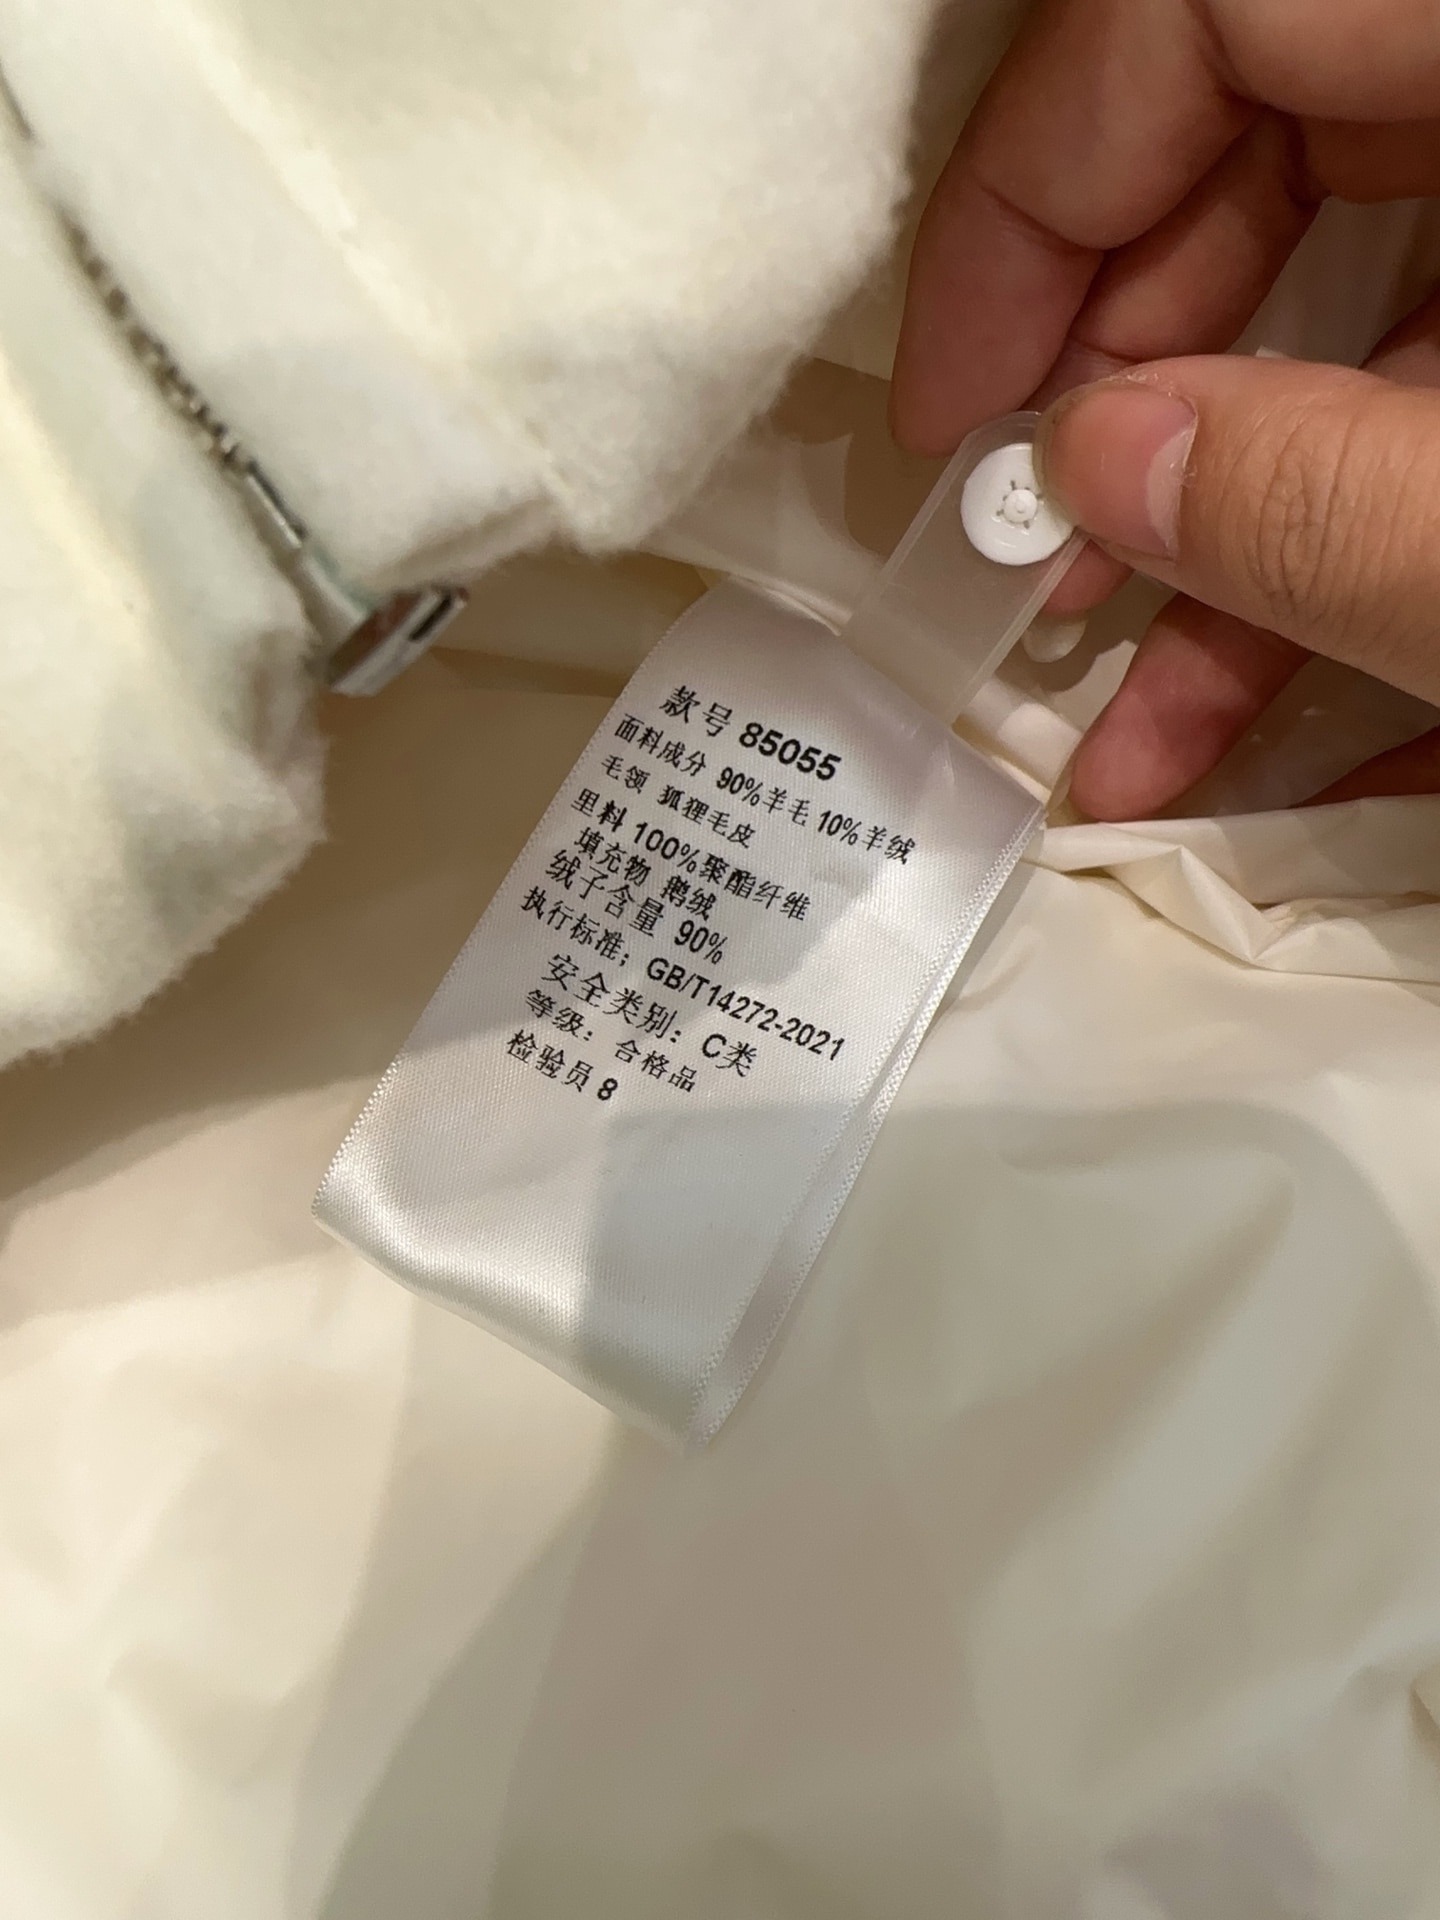 款号 85055
面料成分 90%羊毛 10%羊绒
毛领 狐狸毛皮
里料 100%聚酯纤维
填充物 鹅绒
绒子含量 90%
执行标准；GB/T14272-2021
安全类别：C类
等级：合格品
检验员 8